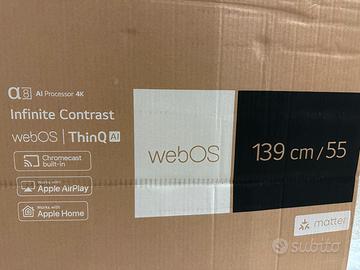 α8 AI Processor 4K
Infinite Contrast
webOS | ThinQ AI
Chromecast
built-in
Works with
Apple AirPlay
Works with
Apple Home
webOS
139 cm / 55
matter
subito